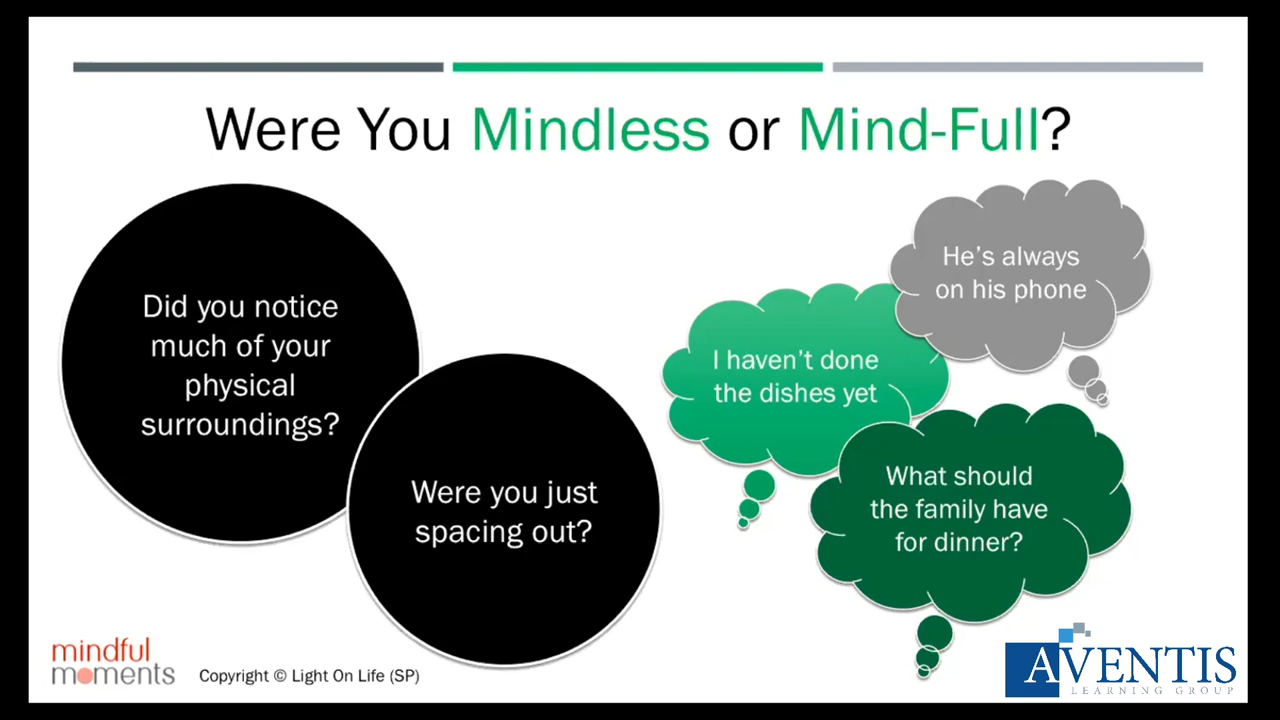 Were You Mindless or Mind-Full?
Did you notice
much of your
physical
surroundings?
Were you just
spacing out?
He's always
on his phone
I haven't done
the dishes yet
What should
the family have
for dinner?
mindful
moments
Copyright © Light On Life (SP)
AVENTIS
LEARNING GROUP